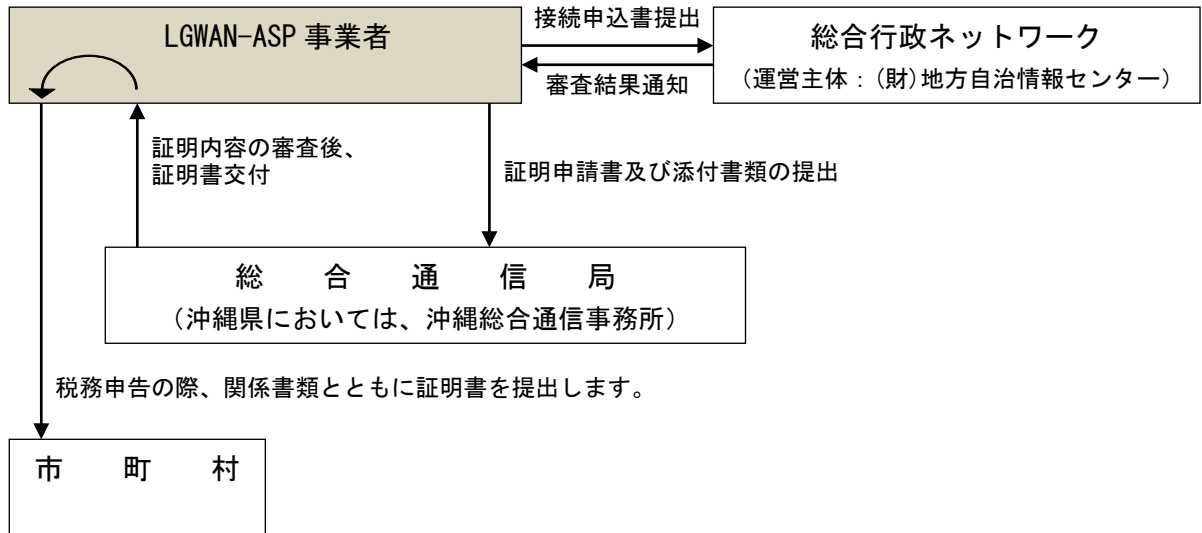 LGWAN-ASP 事業者
接続申込書提出
審査結果通知
総合行政ネットワーク
（運営主体：(財)地方自治情報センター）
証明内容の審査後、
証明書交付
証明申請書及び添付書類の提出
総　合　通　信　局
（沖縄県においては、沖縄総合通信事務所）
税務申告の際、関係書類とともに証明書を提出します。
市　町　村